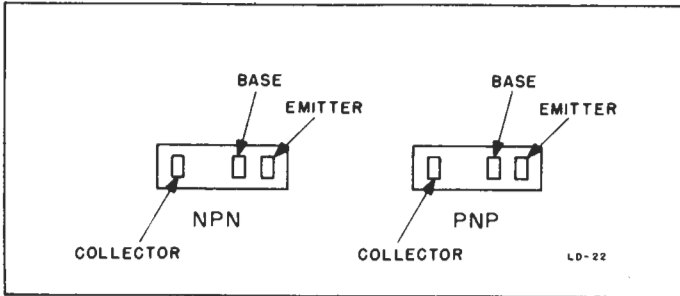 BASE
EMITTER
NPN
COLLECTOR
BASE
EMITTER
PNP
COLLECTOR
LD-22